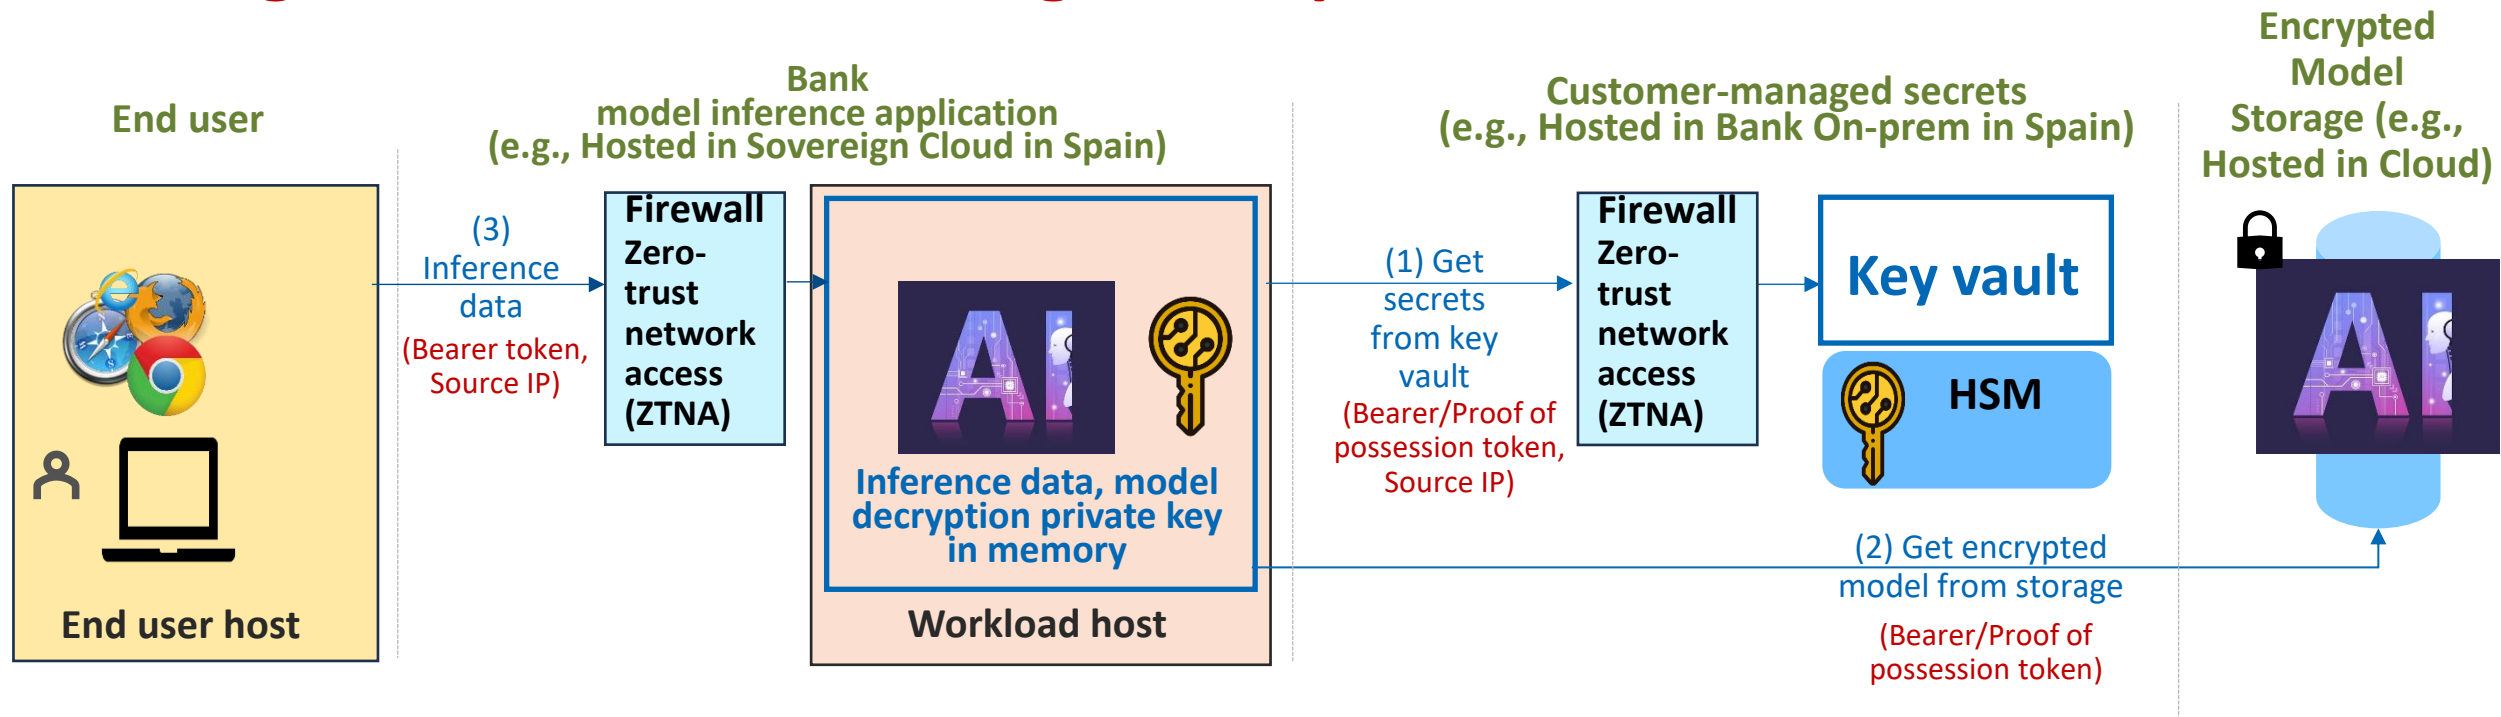 End user
Bank
model inference application
(e.g., Hosted in Sovereign Cloud in Spain)
Customer-managed secrets
(e.g., Hosted in Bank On-prem in Spain)
Encrypted
Model
Storage (e.g.,
Hosted in Cloud)
(3)
Inference
data
(Bearer token,
Source IP)
Firewall
Zero-
trust
network
access
(ZTNA)
AI
Inference data, model
decryption private key
in memory
Workload host
End user host
(1) Get
secrets
from key
vault
(Bearer/Proof of
possession token,
Source IP)
Firewall
Zero-
trust
network
access
(ZTNA)
Key vault
HSM
(2) Get encrypted
model from storage
(Bearer/Proof of
possession token)
AI